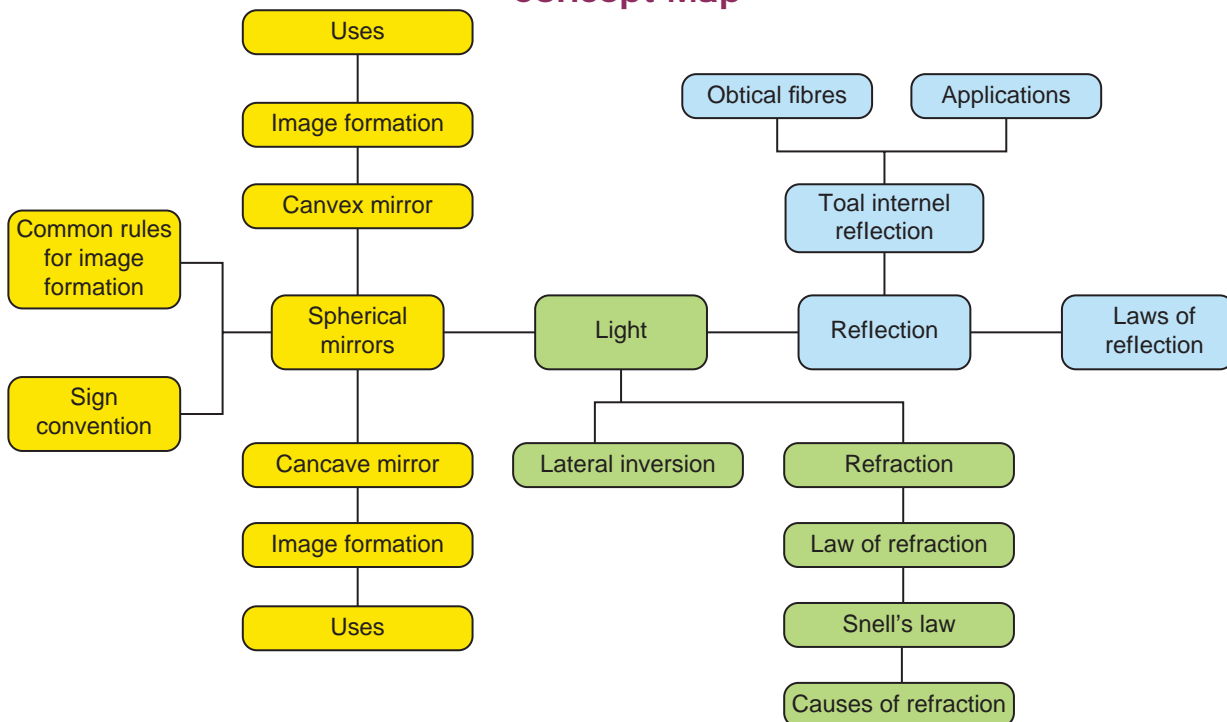 Concept Map
Uses
Image formation
Canvex mirror
Common rules
for image
formation
Spherical
mirrors
Sign
convention
Cancave mirror
Image formation
Uses
Light
Lateral inversion
Obtical fibres
Applications
Toal internel
reflection
Reflection
Laws of
reflection
Refraction
Law of refraction
Snell’s law
Causes of refraction